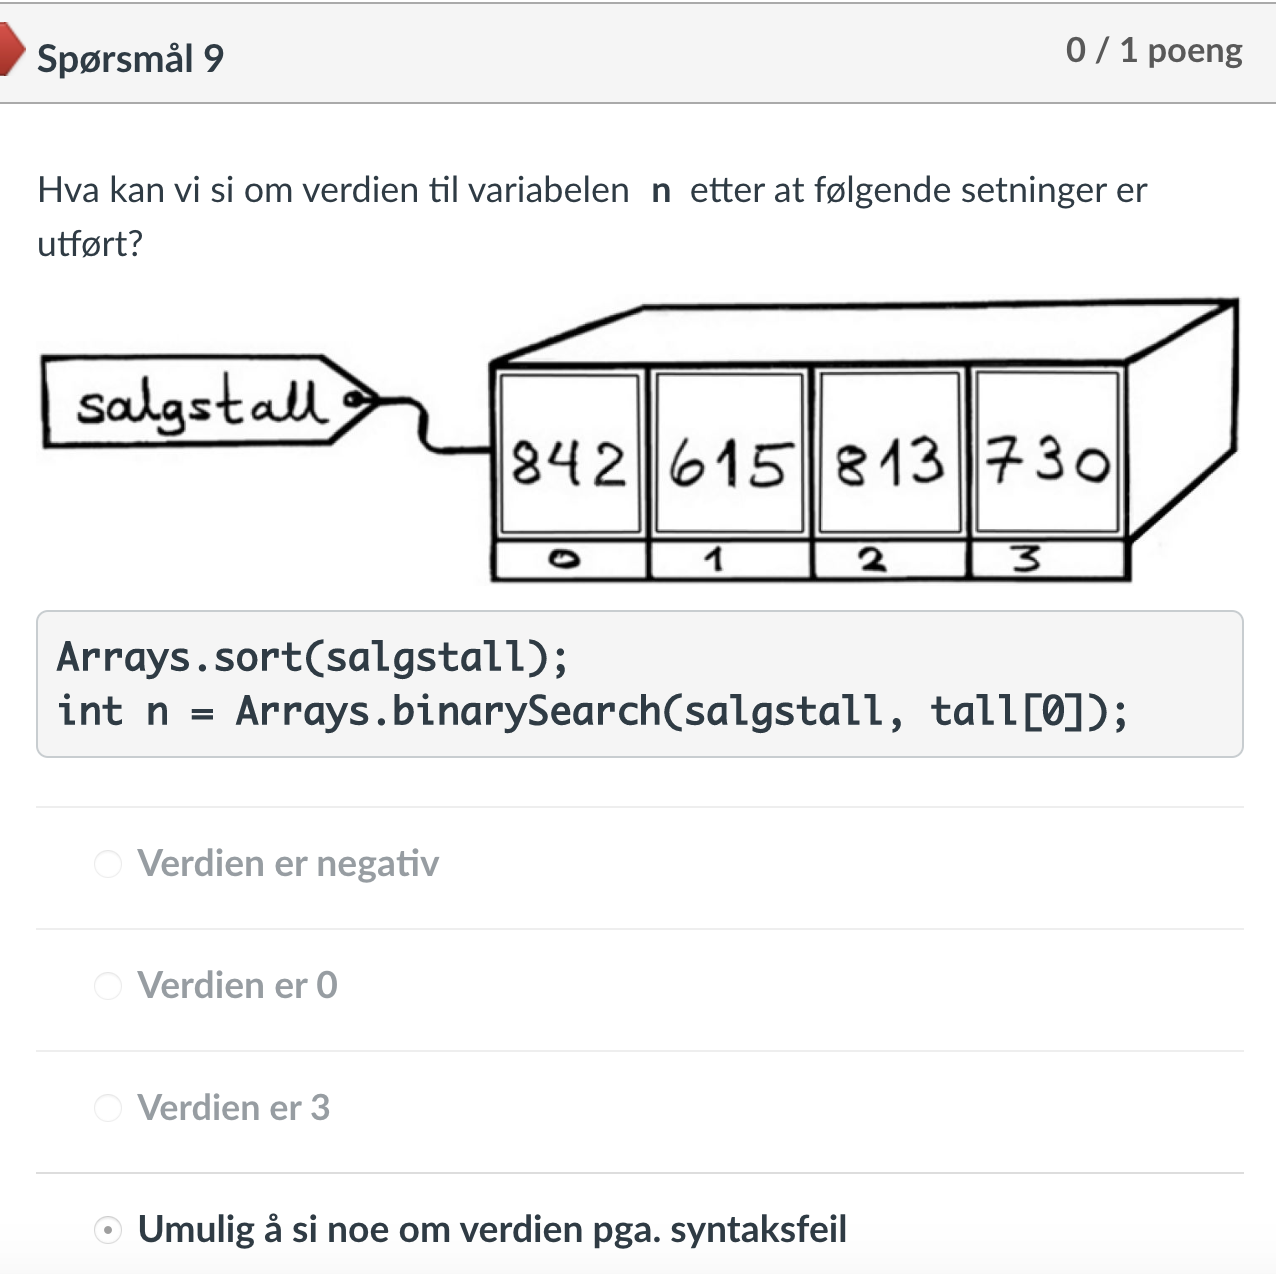 Spørsmål 9
0 / 1 poeng
Hva kan vi si om verdien til variabelen n etter at følgende setninger er
utført?
salgstall
842 615 813 730
0 1 2 3
Arrays.sort(salgstall);
int n = Arrays.binarySearch(salgstall, tall[0]);
Verdien er negativ
Verdien er 0
Verdien er 3
Umulig å si noe om verdien pga. syntaksfeil